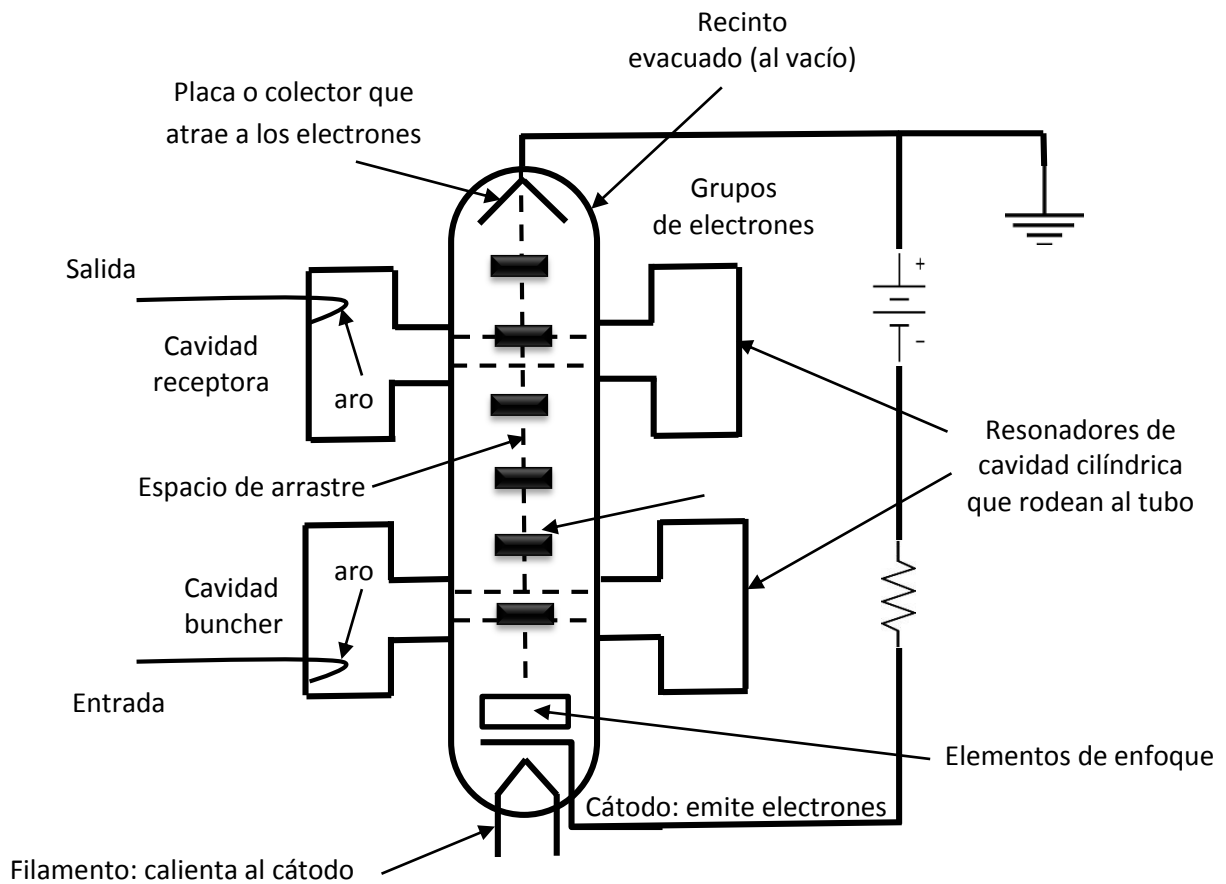 Recinto
evacuado (al vacío)
Placa o colector que
atrae a los electrones
Grupos
de electrones
Salida
+
−
Cavidad
receptora
aro
Resonadores de
cavidad cilíndrica
que rodean al tubo
Espacio de arrastre
aro
Cavidad
buncher
Entrada
Elementos de enfoque
Cátodo: emite electrones
Filamento: calienta al cátodo